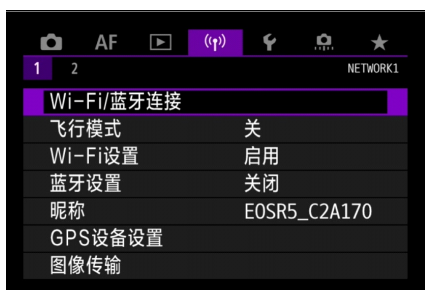 AF
1 2 NETWORK1
Wi-Fi/蓝牙连接
飞行模式 关
Wi-Fi设置 启用
蓝牙设置 关闭
昵称 EOSR5_C2A170
GPS设备设置
图像传输